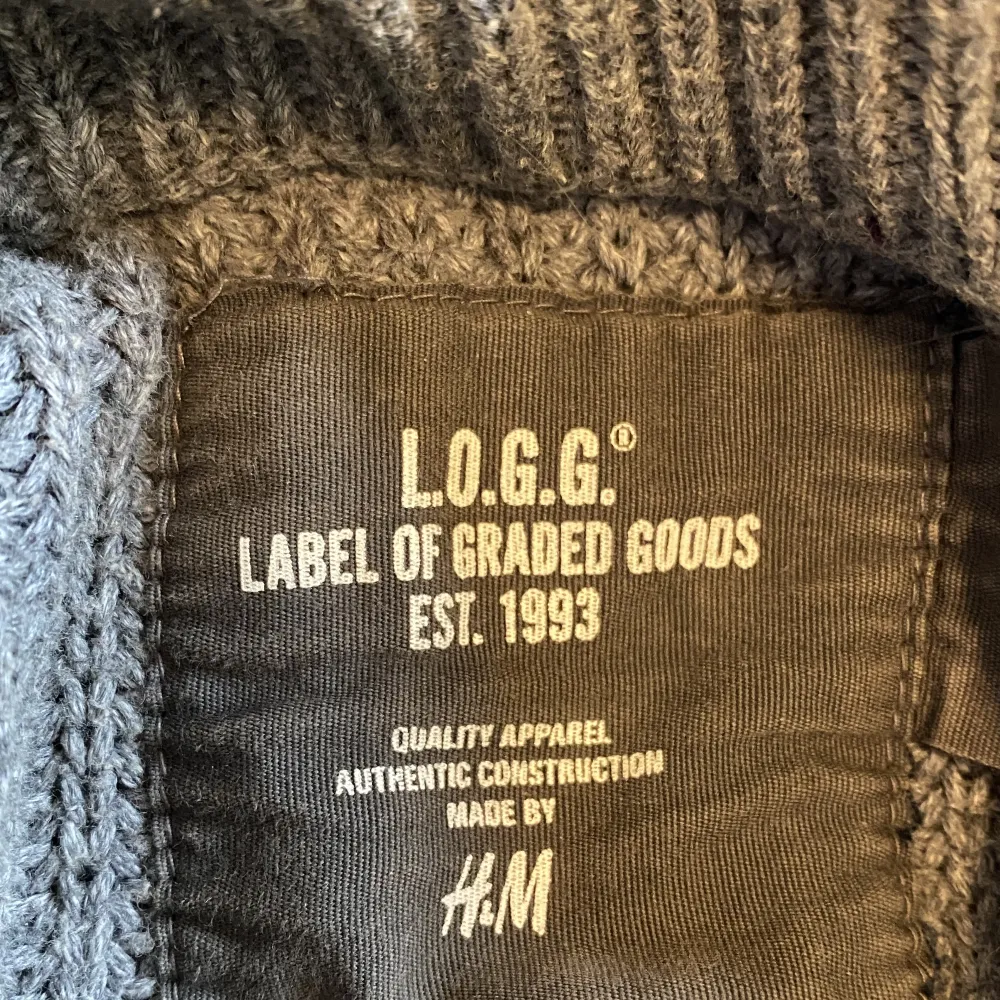 L.O.G.G.®
LABEL OF GRADED GOODS
EST. 1993
QUALITY APPAREL
AUTHENTIC CONSTRUCTION
MADE BY
H&M